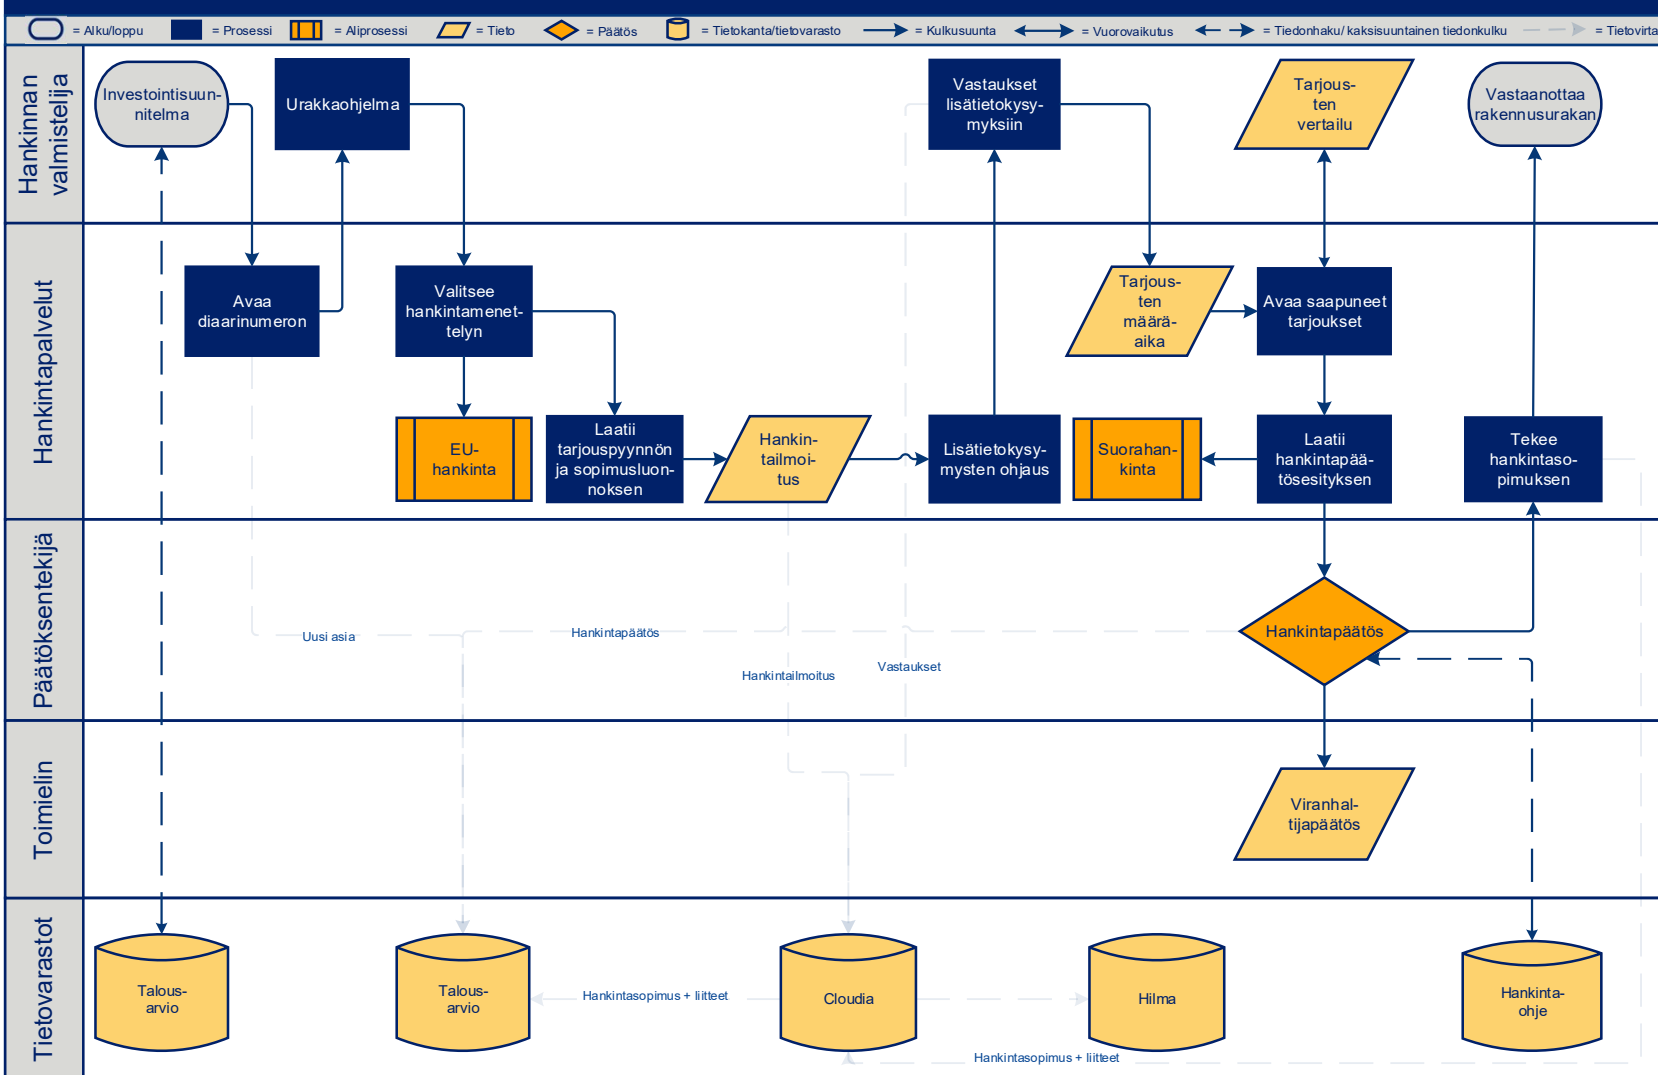 = Alku/loppu
= Prosessi
= Aliprosessi
= Tieto
= Päätös
= Tietokanta/tietovarasto
= Kulkusuunta
= Vuorovaikutus
= Tiedonhaku/ kaksisuuntainen tiedonkulku
= Tietovirta
Hankinnan
valmistelija
Investointisuun-
nitelma
Urakkaohjelma
Vastaukset
lisätietokysy-
myksiin
Tarjous-
ten
vertailu
Vastaanottaa
rakennusurakan
Hankintapalvelut
Avaa
diaarinumeron
Valitsee
hankintamenet-
telyn
Tarjous-
ten
määrä-
aika
Avaa saapuneet
tarjoukset
EU-
hankinta
Laatii
tarjouspyynnön
ja sopimusluon-
noksen
Hankin-
tailmoi-
tus
Lisätietokysy-
mysten ohjaus
Suorahan-
kinta
Laatii
hankintapää-
tösesityksen
Tekee
hankintaso-
pimuksen
Päätöksentekijä
Uusi asia
Hankintapäätös
Hankintailmoitus
Vastaukset
Hankintapäätös
Toimielin
Viranhal-
tijapäätös
Tietovarastot
Talous-
arvio
Talous-
arvio
Hankintasopimus + liitteet
Cloudia
Hilma
Hankinta-
ohje
Hankintasopimus + liitteet